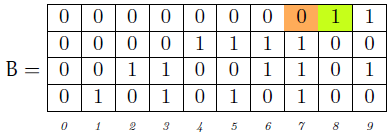 0 0 0 0 0 0 0 0 1 1
0 0 0 0 1 1 1 1 0 0
B = 0 0 1 1 0 0 1 1 0 1
0 1 0 1 0 1 0 1 0 0
0 1 2 3 4 5 6 7 8 9